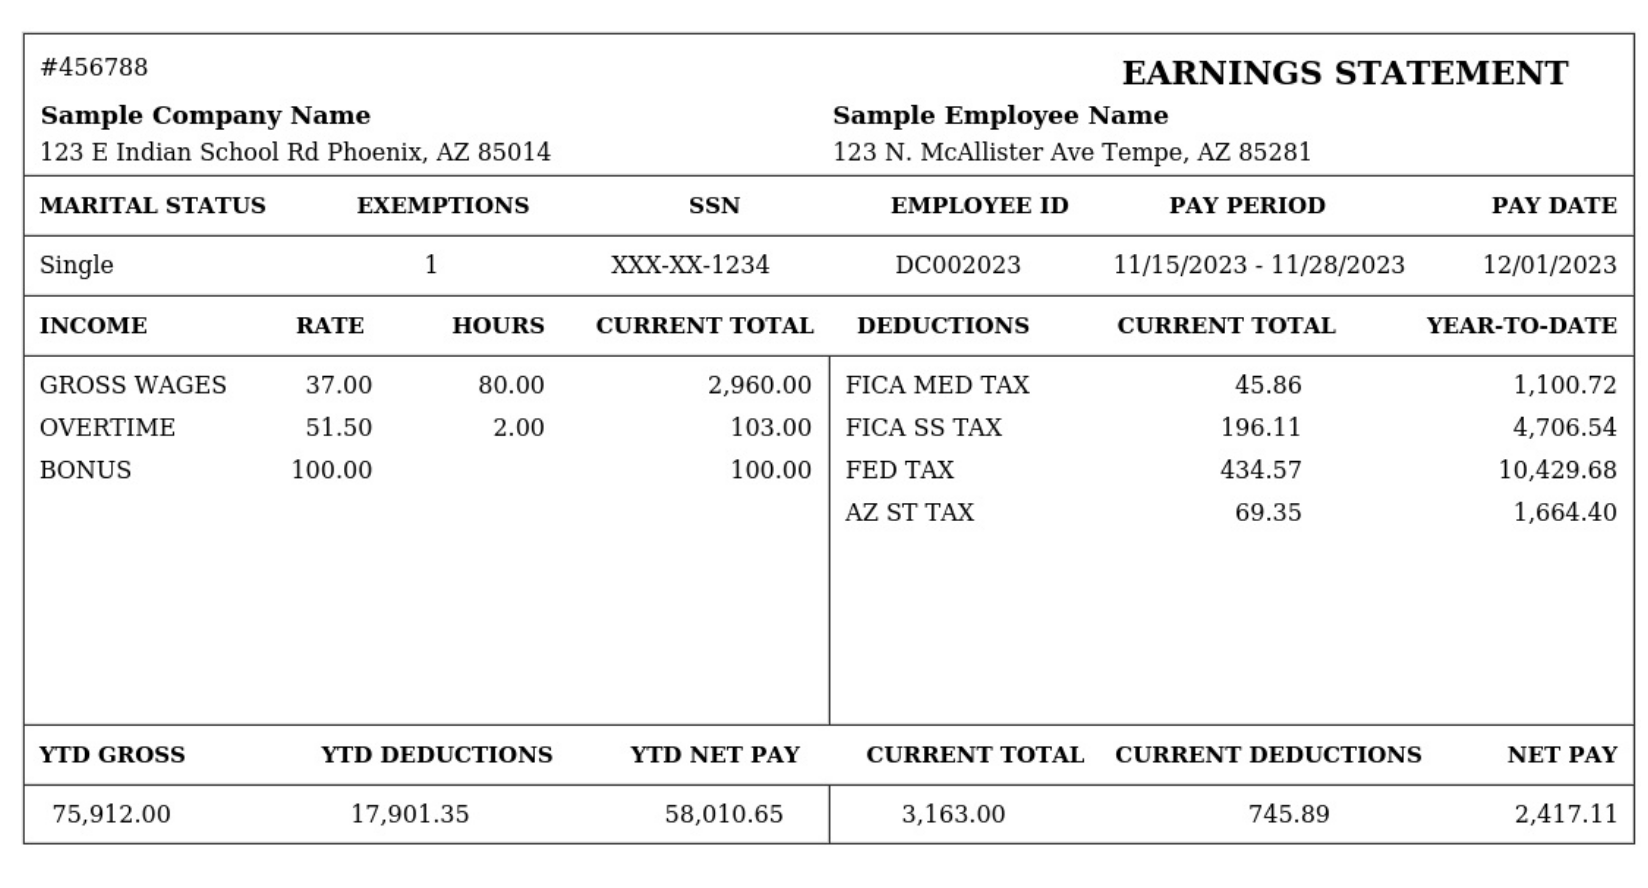 #456788
EARNINGS STATEMENT
Sample Company Name
Sample Employee Name
123 E Indian School Rd Phoenix, AZ 85014
123 N. McAllister Ave Tempe, AZ 85281
MARITAL STATUS EXEMPTIONS SSN EMPLOYEE ID PAY PERIOD PAY DATE
Single 1 XXX-XX-1234 DC002023 11/15/2023 - 11/28/2023 12/01/2023
INCOME RATE HOURS CURRENT TOTAL DEDUCTIONS CURRENT TOTAL YEAR-TO-DATE
GROSS WAGES 37.00 80.00 2,960.00 FICA MED TAX 45.86 1,100.72
OVERTIME 51.50 2.00 103.00 FICA SS TAX 196.11 4,706.54
BONUS 100.00 100.00 FED TAX 434.57 10,429.68
AZ ST TAX 69.35 1,664.40
YTD GROSS YTD DEDUCTIONS YTD NET PAY CURRENT TOTAL CURRENT DEDUCTIONS NET PAY
75,912.00 17,901.35 58,010.65 3,163.00 745.89 2,417.11